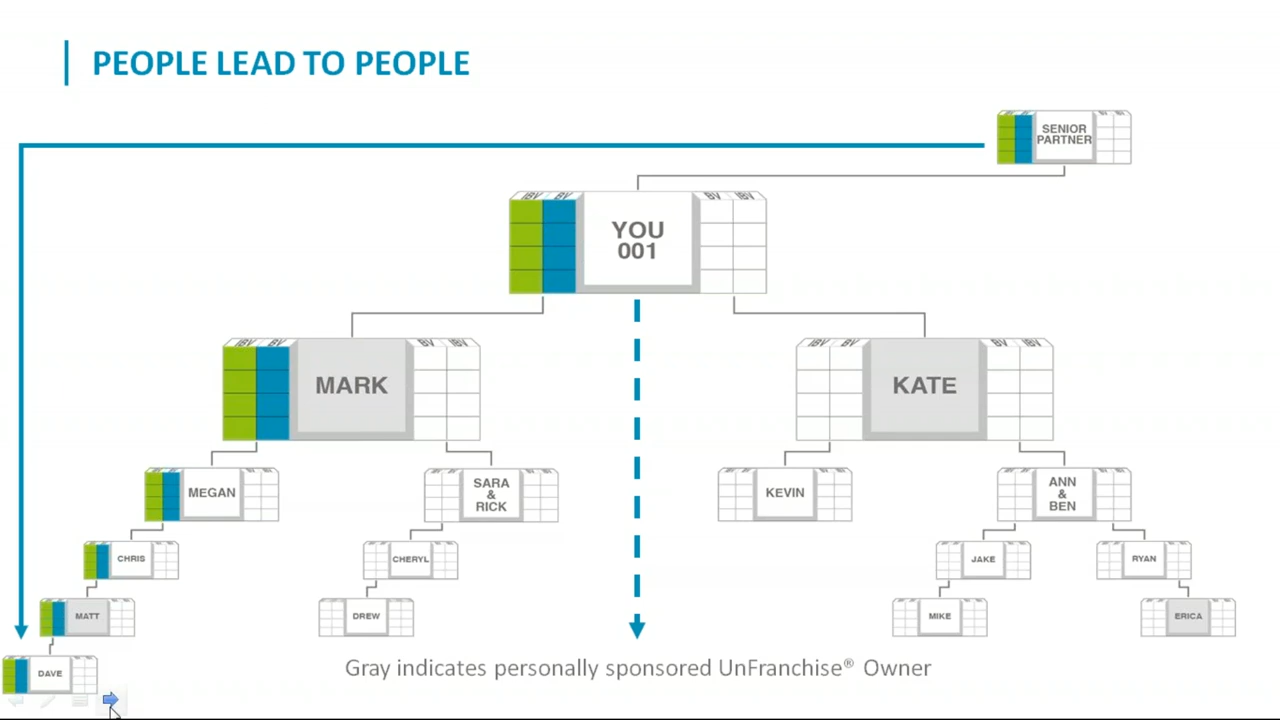 PEOPLE LEAD TO PEOPLE
SENIOR
PARTNER
YOU
001
MARK
KATE
MEGAN
SARA
&
RICK
KEVIN
ANN
&
BEN
CHRIS
CHERYL
JAKE
RYAN
MATT
DREW
MIKE
ERICA
DAVE
Gray indicates personally sponsored UnFranchise® Owner